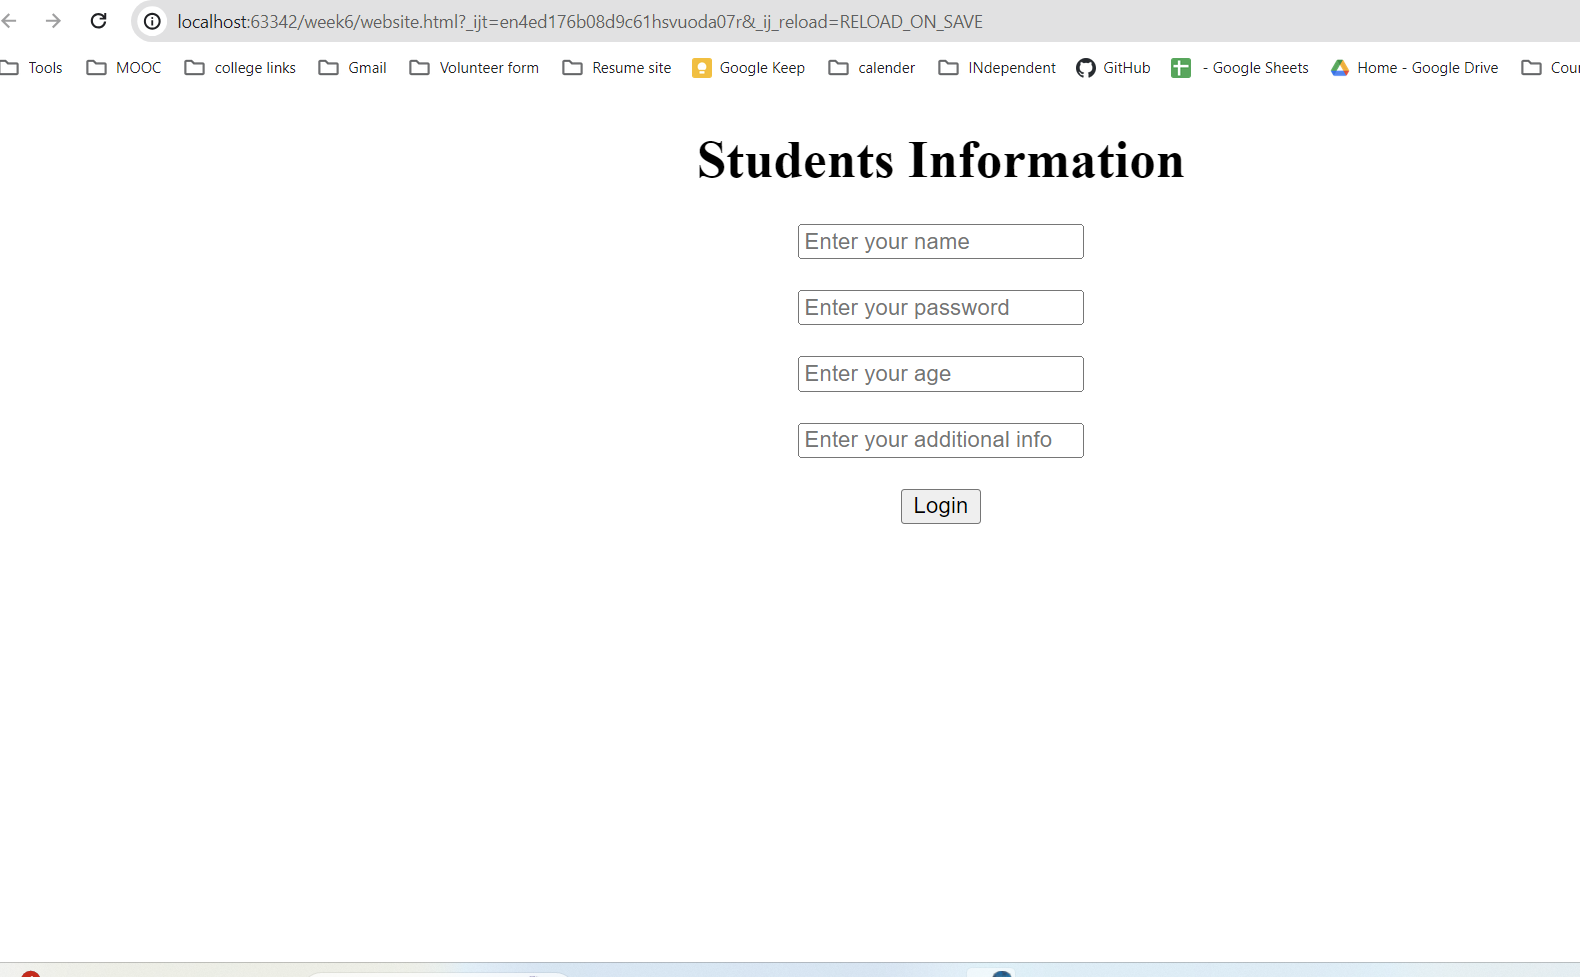 localhost:63342/week6/website.html?_ijt=en4ed176b08d9c61hsvuoda07r&_ij_reload=RELOAD_ON_SAVE
Tools MOOC college links Gmail Volunteer form Resume site Google Keep calender INdependent GitHub - Google Sheets Home - Google Drive
Students Information
Enter your name
Enter your password
Enter your age
Enter your additional info
Login